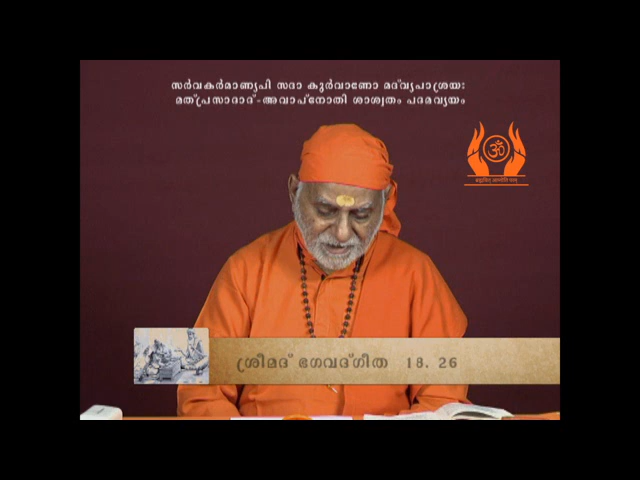 സർവകർമാണ്യപി സദാ കുർവാണോ മദ്‌വ്യപാശ്രയഃ
മത്പ്രസാദാദ്-അവാപ്നോതി ശാശ്വതം പദമവ്യയം
ശ്രീമദ് ഭഗവദ്ഗീത 18. 26